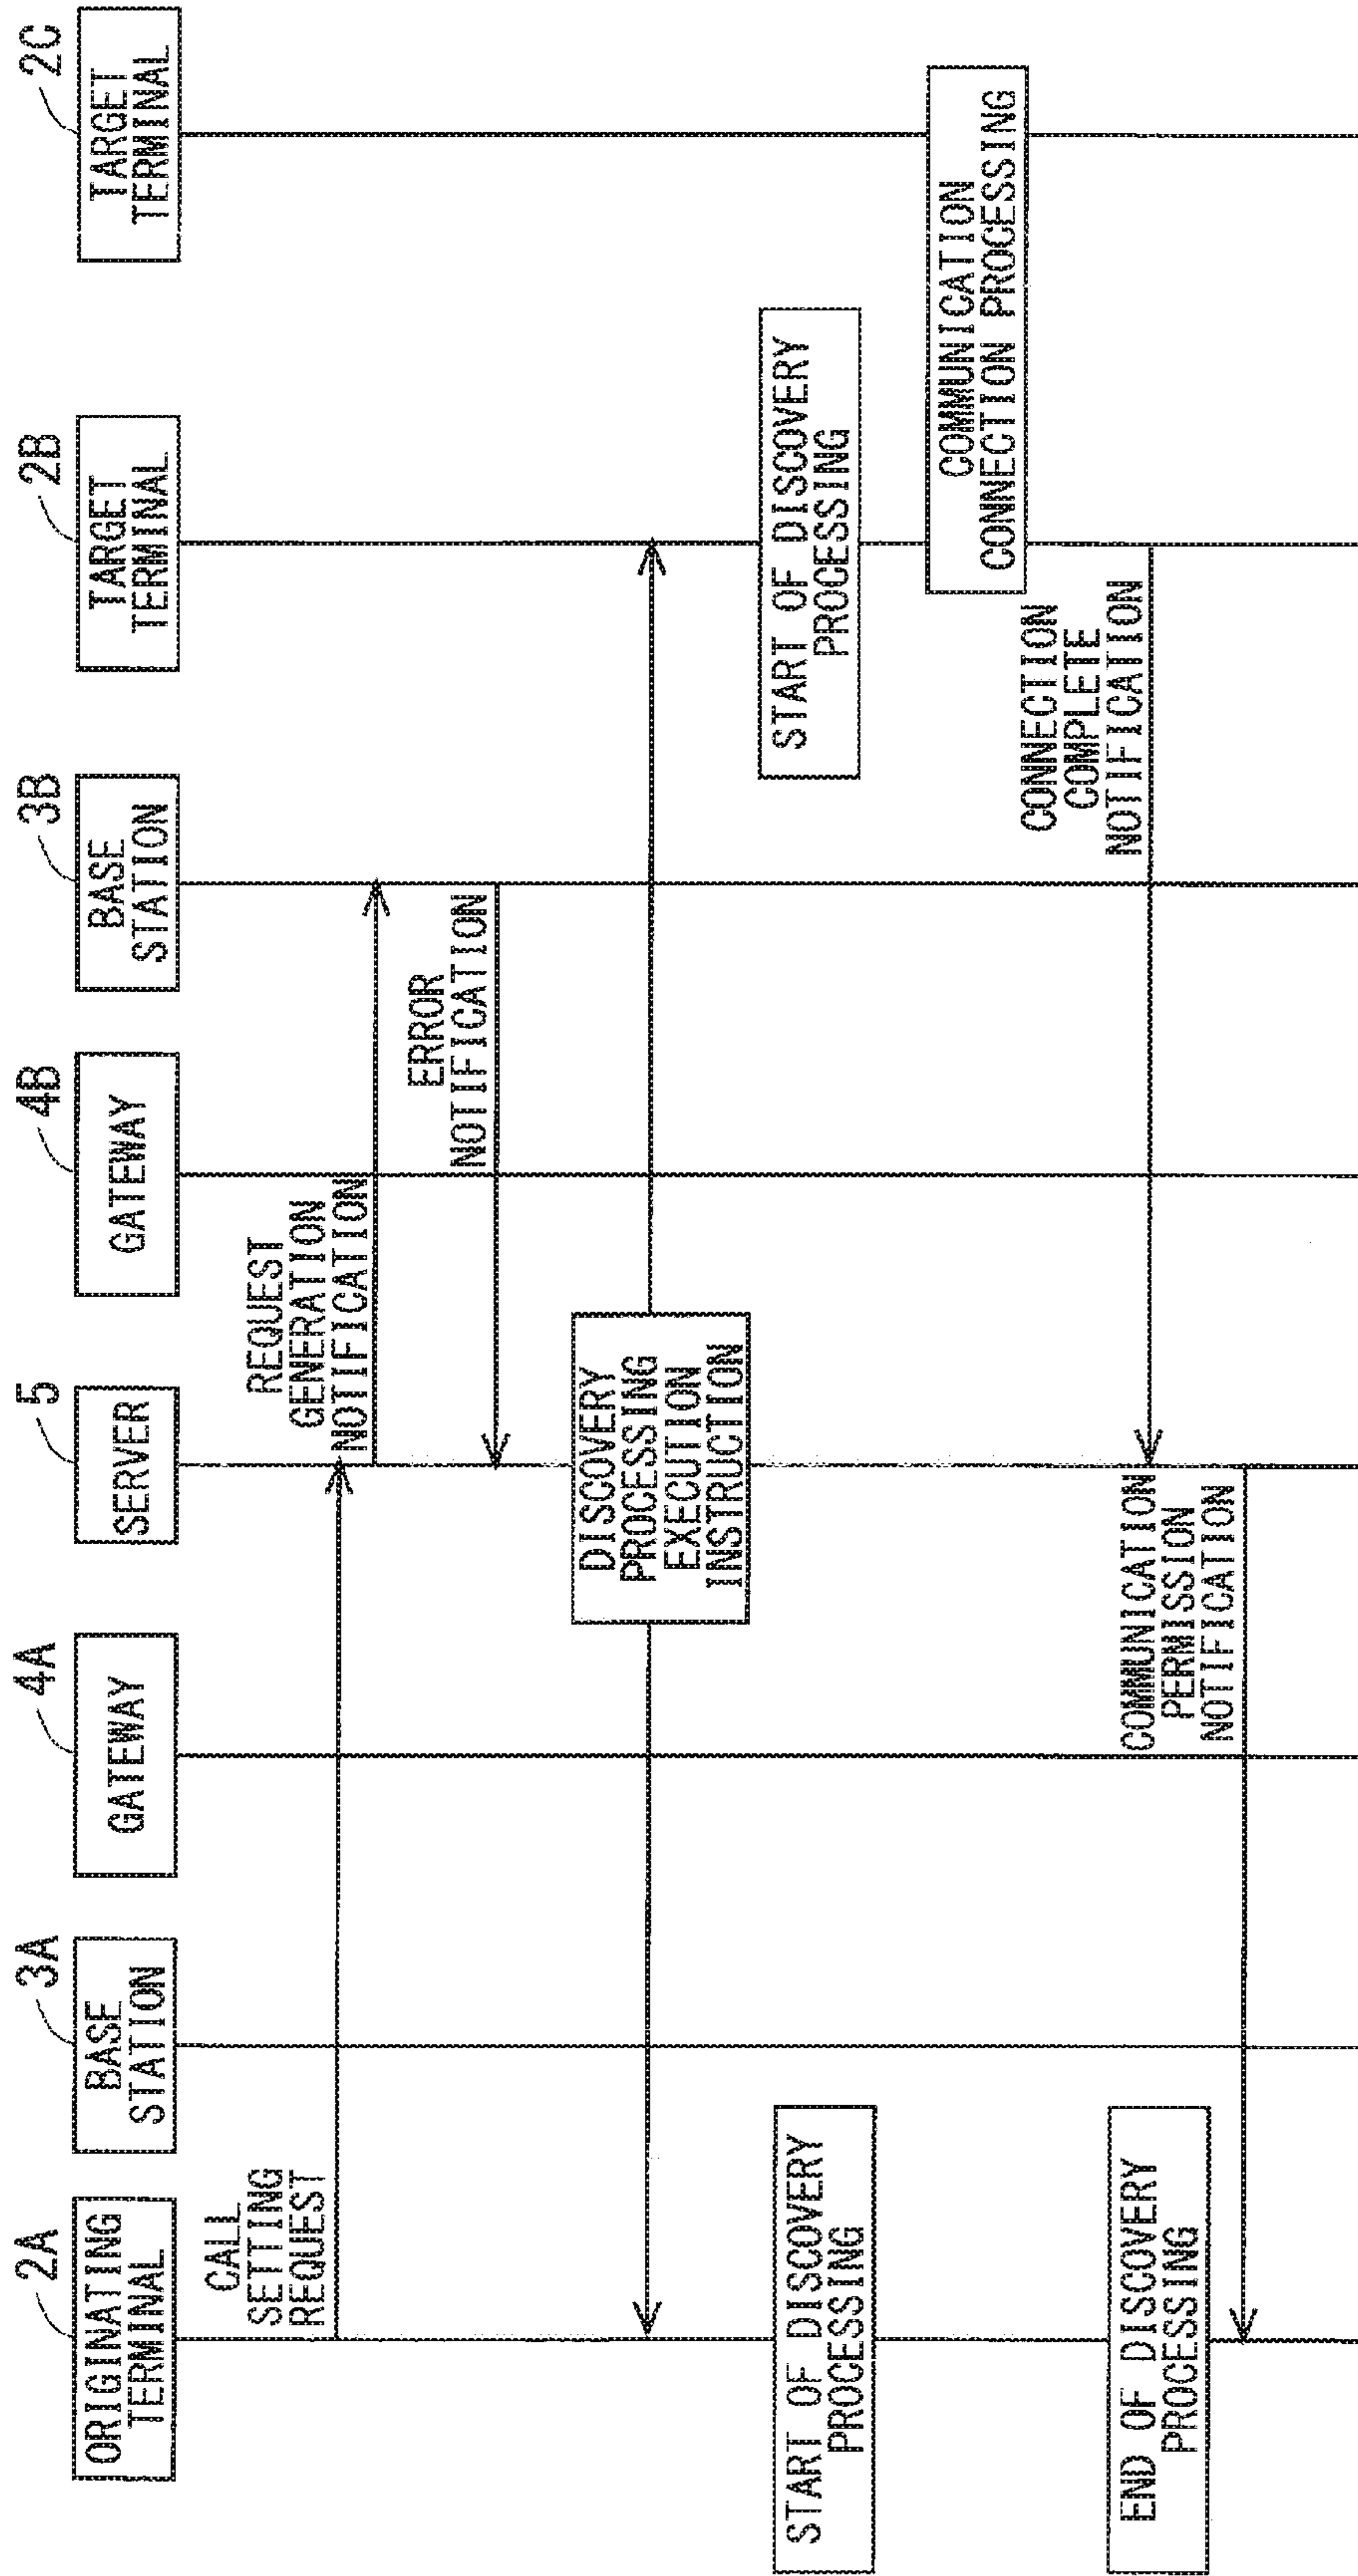 2A
ORIGINATING
TERMINAL
3A
BASE
STATION
4A
GATEWAY
5
SERVER
4B
GATEWAY
3B
BASE
STATION
2B
TARGET
TERMINAL
2C
TARGET
TERMINAL
CALL
SETTING
REQUEST
REQUEST
GENERATION
NOTIFICATION
ERROR
NOTIFICATION
DISCOVERY
PROCESSING
EXECUTION
INSTRUCTION
START OF DISCOVERY
PROCESSING
START OF DISCOVERY
PROCESSING
COMMUNICATION
CONNECTION PROCESSING
CONNECTION
COMPLETE
NOTIFICATION
END OF DISCOVERY
PROCESSING
COMMUNICATION
PERMISSION
NOTIFICATION